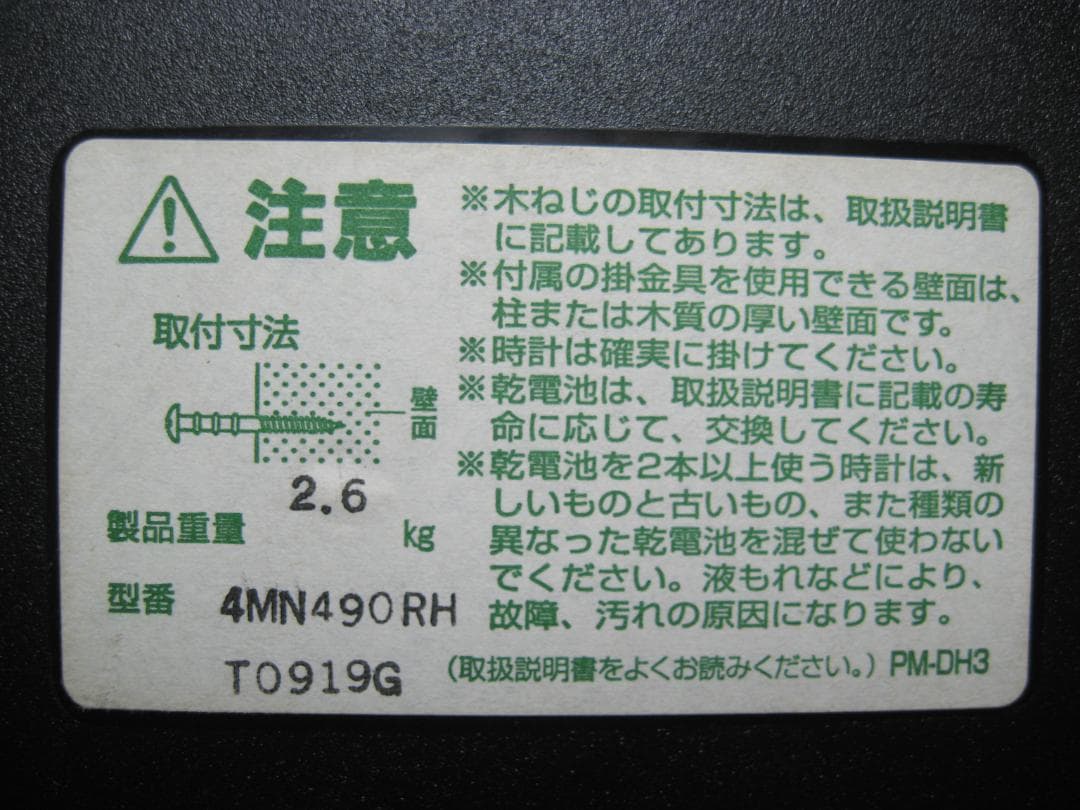 注意
取付寸法
壁面
2.6
製品重量 kg
型番 4MN490RH
T0919G
※木ねじの取付寸法は、取扱説明書
に記載してあります。
※付属の掛金具を使用できる壁面は、
柱または木質の厚い壁面です。
※時計は確実に掛けてください。
※乾電池は、取扱説明書に記載の寿
命に応じて、交換してください。
※乾電池を2本以上使う時計は、新
しいものと古いもの、また種類の
異なった乾電池を混ぜて使わない
でください。液もれなどにより、
故障、汚れの原因になります。
(取扱説明書をよくお読みください。) PM-DH3